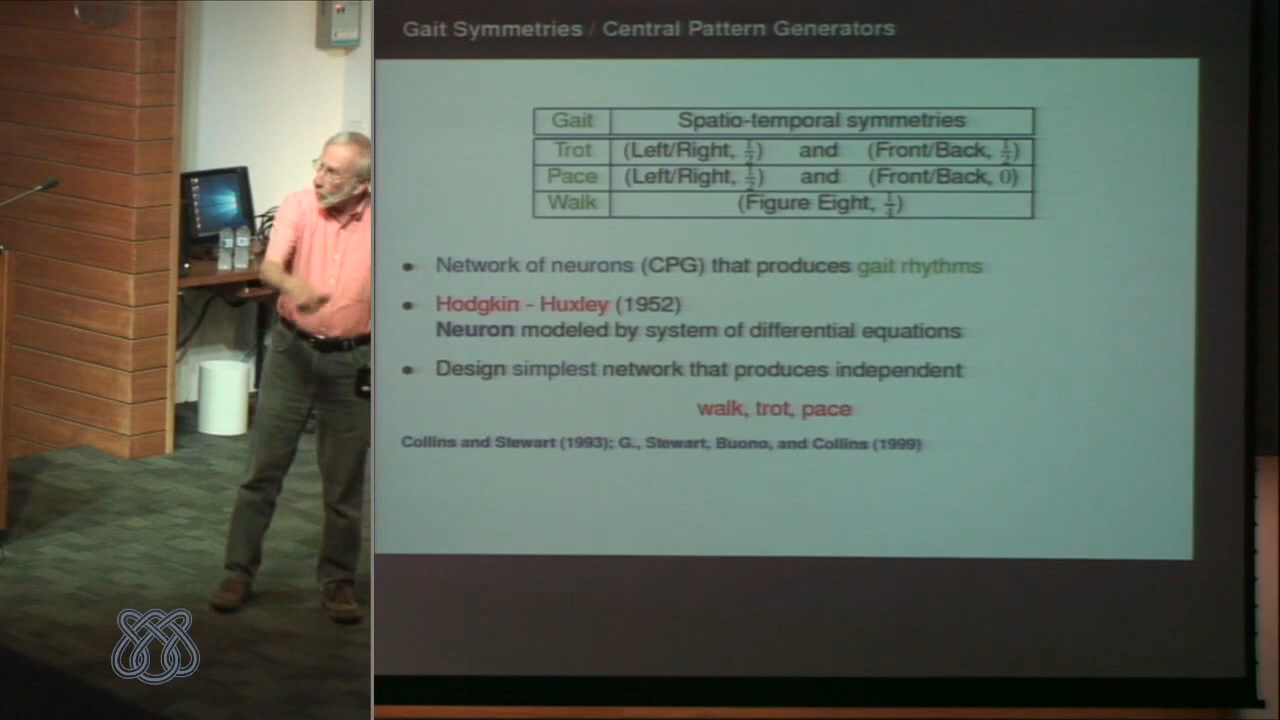 Gait Symmetries / Central Pattern Generators
Gait Spatio-temporal symmetries
Trot (Left/Right, ½) and (Front/Back, ½)
Pace (Left/Right, ½) and (Front/Back, 0)
Walk (Figure Eight, ¼)
• Network of neurons (CPG) that produces gait rhythms
• Hodgkin - Huxley (1952)
Neuron modeled by system of differential equations
• Design simplest network that produces independent
walk, trot, pace
Collins and Stewart (1993); G., Stewart, Buono, and Collins (1999)